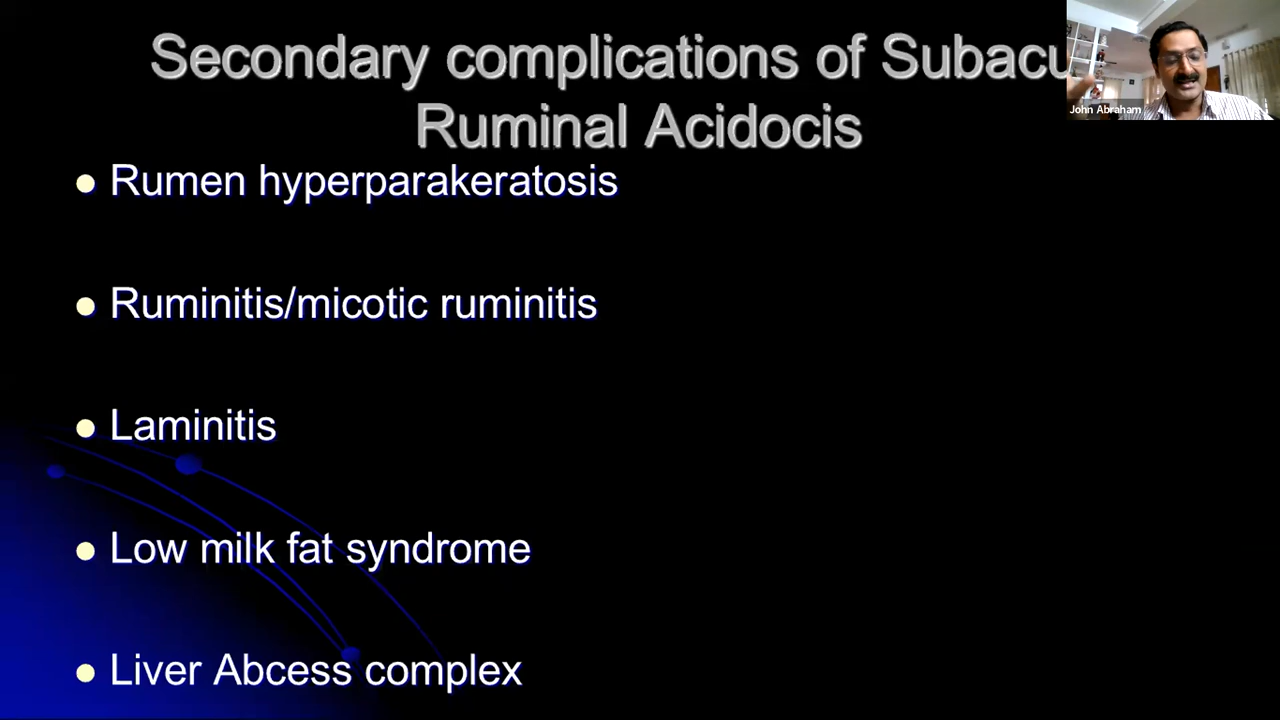 Secondary complications of Subacu
Ruminal Acidocis
Rumen hyperparakeratosis
Ruminitis/micotic ruminitis
Laminitis
Low milk fat syndrome
Liver Abcess complex
John Abraham